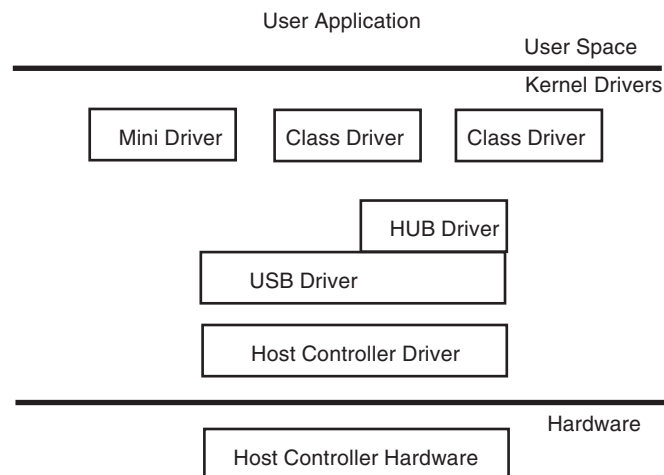 User Application
User Space
Kernel Drivers
Mini Driver
Class Driver
Class Driver
HUB Driver
USB Driver
Host Controller Driver
Hardware
Host Controller Hardware